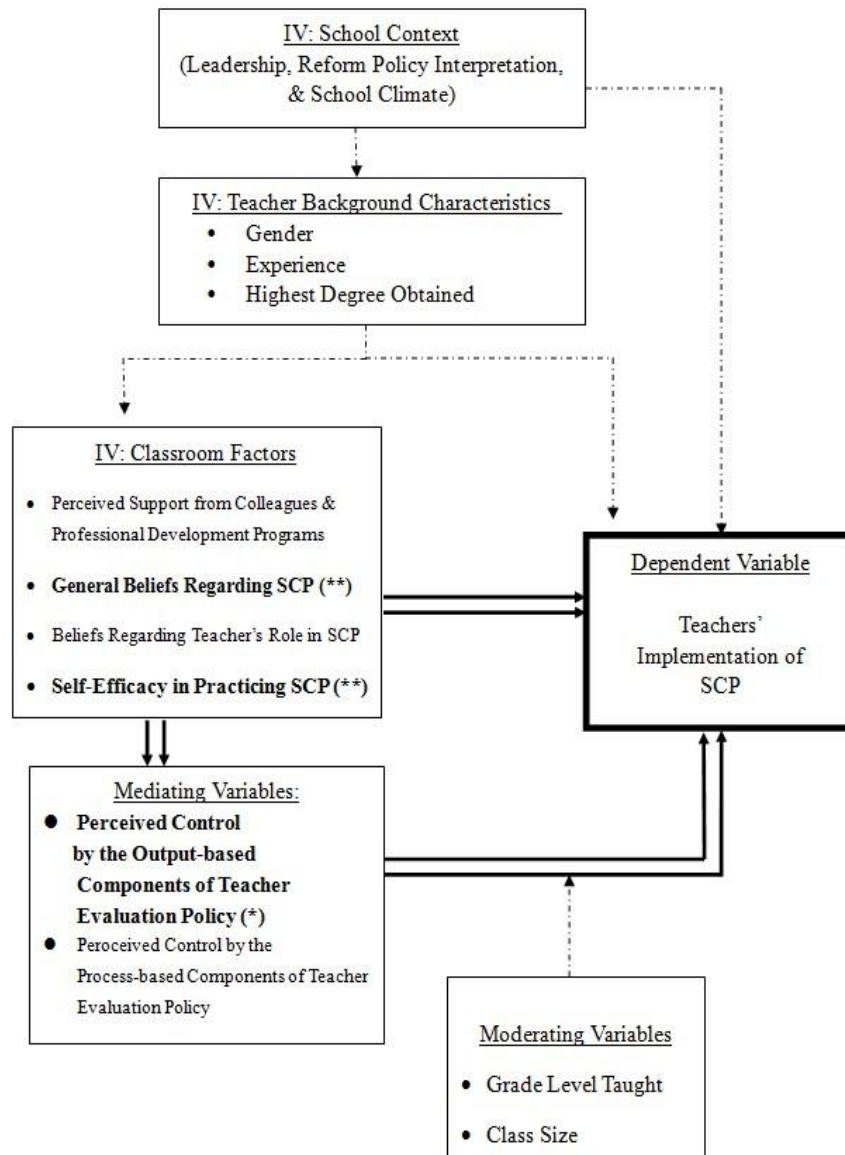 IV: School Context
(Leadership, Reform Policy Interpretation,
& School Climate)
IV: Teacher Background Characteristics
• Gender
• Experience
• Highest Degree Obtained
IV: Classroom Factors
• Perceived Support from Colleagues &
Professional Development Programs
• General Beliefs Regarding SCP (**)
• Beliefs Regarding Teacher's Role in SCP
• Self-Efficacy in Practicing SCP (**)
Dependent Variable
Teachers'
Implementation of
SCP
Mediating Variables:
● Perceived Control
by the Output-based
Components of Teacher
Evaluation Policy (*)
● Peroceived Control by the
Process-based Components of Teacher
Evaluation Policy
Moderating Variables
• Grade Level Taught
• Class Size